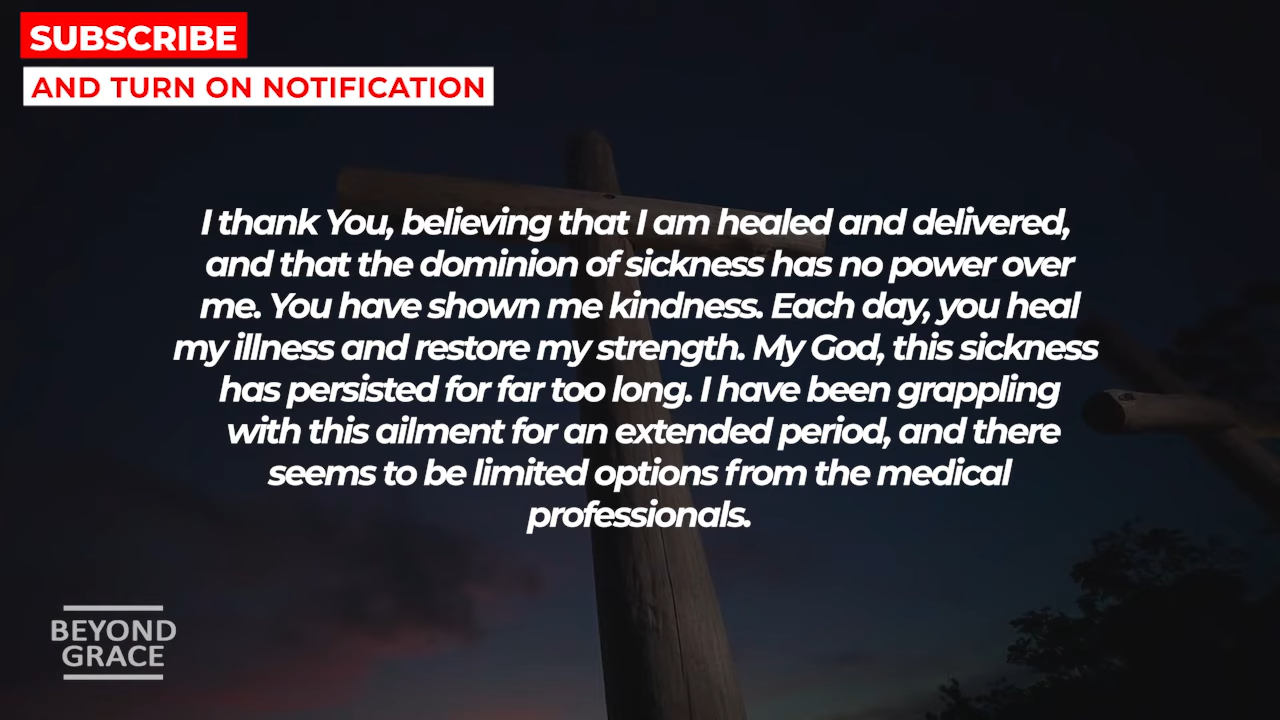 SUBSCRIBE
AND TURN ON NOTIFICATION
I thank You, believing that I am healed and delivered,
and that the dominion of sickness has no power over
me. You have shown me kindness. Each day, you heal
my illness and restore my strength. My God, this sickness
has persisted for far too long. I have been grappling
with this ailment for an extended period, and there
seems to be limited options from the medical
professionals.
BEYOND
GRACE